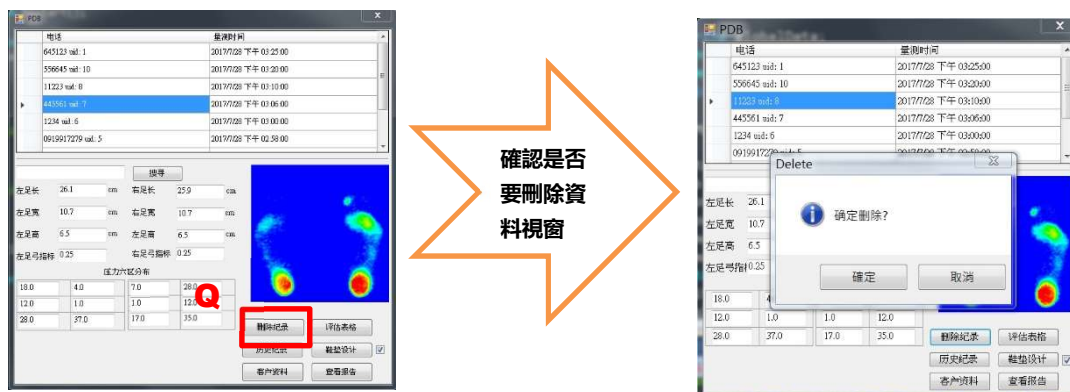 PDB
X
电话 量测时间
645123 uid: 1 2017/7/28 下午 03:25:00
556645 uid: 10 2017/7/28 下午 03:20:00
11223 uid: 8 2017/7/28 下午 03:10:00
445561 uid: 7 2017/7/28 下午 03:06:00
1234 uid: 6 2017/7/28 下午 03:00:00
0919917279 uid: 5 2017/7/28 下午 02:58:00
搜寻
左足长 26.1 cm 右足长 25.9 cm
左足宽 10.7 cm 右足宽 10.7 cm
左足高 6.5 cm 左足高 6.5 cm
左足弓指标 0.25 右足弓指标 0.25
压力六区分布
18.0 4.0 7.0 28.0
12.0 1.0 1.0 12.0
28.0 37.0 17.0 35.0
Q
删除纪录 评估表格
历史纪录 鞋垫设计
客户资料 查看报告
確認是否
要刪除資
料視窗
PDB
X
电话 量测时间
645123 uid: 1 2017/7/28 下午 03:25:00
556645 uid: 10 2017/7/28 下午 03:20:00
11223 uid: 8 2017/7/28 下午 03:10:00
445561 uid: 7 2017/7/28 下午 03:06:00
1234 uid: 6 2017/7/28 下午 03:00:00
Delete
确定删除?
確定 取消
左足长 26.1
左足宽 10.7
左足高 6.5
左足弓指 0.25
18.0
12.0 1.0 1.0 12.0
28.0 37.0 17.0 35.0
删除纪录 评估表格
历史纪录 鞋垫设计
客户资料 查看报告